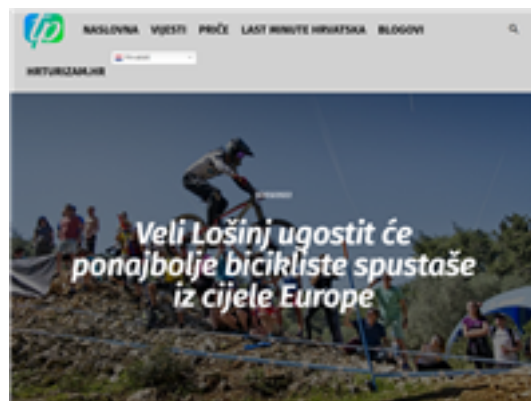 NASLOVNA VIJESTI PRIČE LAST MINUTE HRVATSKA BLOGOVI
HRTURIZAM.HR
Veli Lošinj ugostit će
ponajbolje bicikliste spustaše
iz cijele Europe